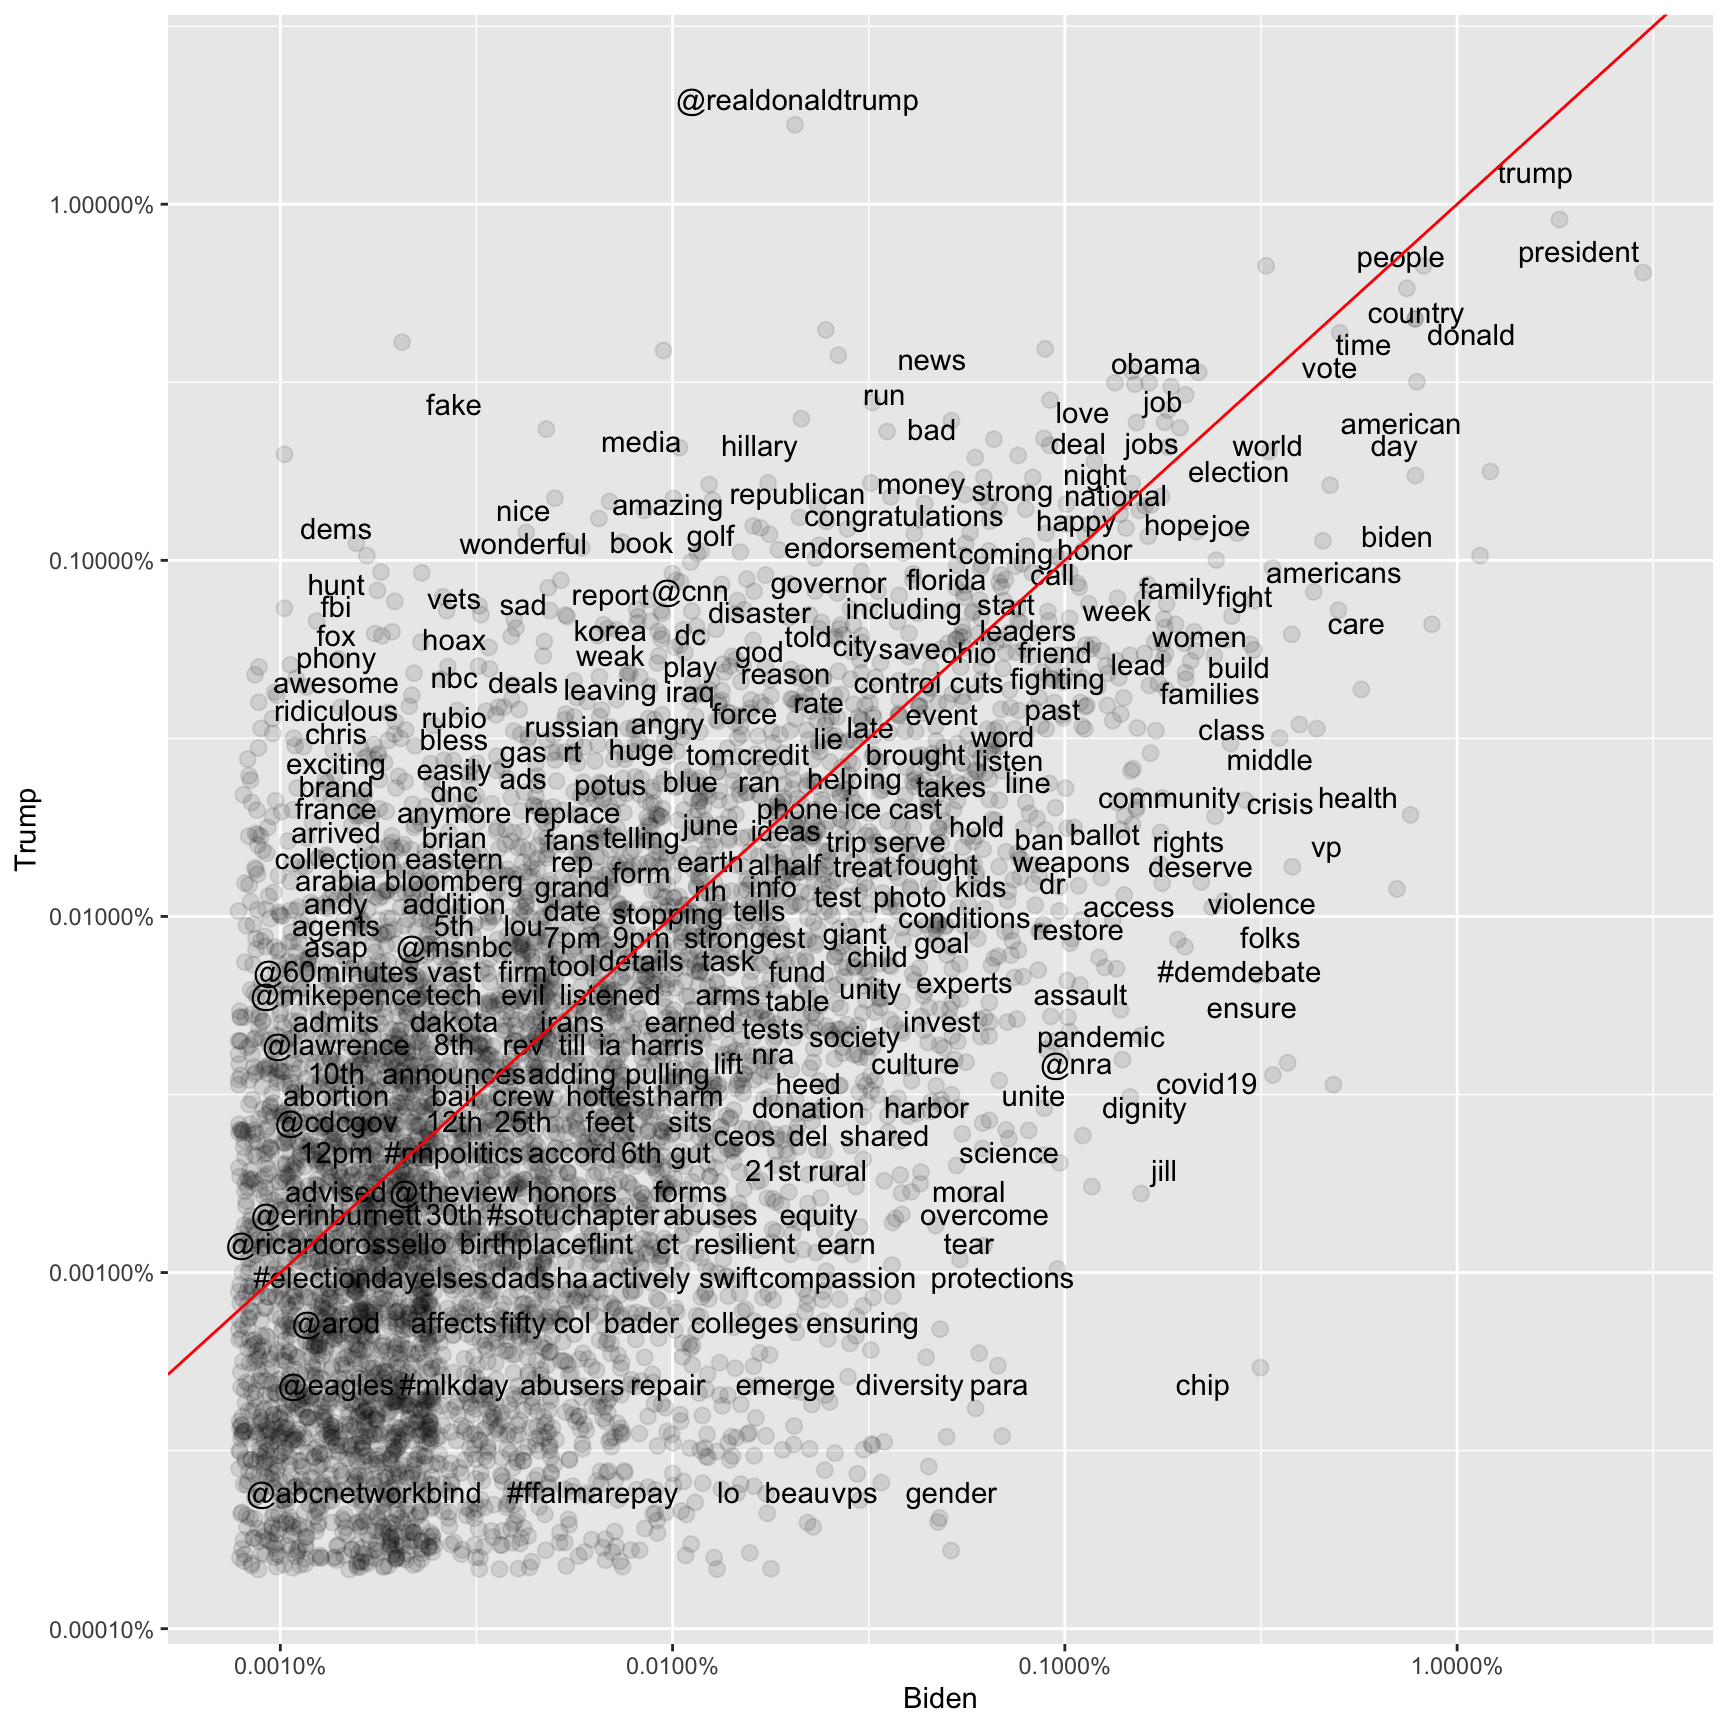 @realdonaldtrump
trump
1.00000%
people president
country
donald
time
news obama vote
run
fake love job
bad american
media hillary deal jobs world day
night election
money
republican strong national
nice amazing
congratulations
dems happy hope joe
golf biden
wonderful book endorsement coming honor
0.10000%
americans
hunt governor florida call
report @cnn family fight
fbi vets sad disaster including start week
fox hoax korea dc told leaders women care
phony weak god city save ohio friend
play lead build
awesome nbc deals leaving iraq reason control cuts fighting families
ridiculous rubio force rate event past
chris russian angry late class
bless gas rt huge tom credit lie brought word
exciting easily listen middle
brand dnc ads potus blue ran helping takes line
france anymore replace phone ice cast community crisis health
arrived brian fans telling june ideas trip serve hold ban ballot rights vp
collection eastern rep form earth al half treat fought weapons deserve
arabia bloomberg grand nh info kids dr
andy addition date stopping tells test photo access violence
agents 5th lou conditions
asap @msnbc 7pm 9pm strongest giant goal restore folks
@60minutes vast firm tool details task fund child #demdebate
@mikepence tech evil listened arms table unity experts assault ensure
admits dakota irans earned tests society invest pandemic
@lawrence 8th rev till ia harris lift nra culture @nra
10th announces adding pulling heed covid19
abortion bail crew hottest harm donation harbor unite dignity
@cdcgov 12th 25th feet sits ceos del shared
12pm #nhpolitics accord 6th gut 21st rural science jill
advised @theview honors forms moral
@erinburnett 30th #sotu chapter abuses equity overcome
@ricardorossello birthplace flint ct resilient earn tear
#electionday elses dads ha actively swift compassion protections
@arod affects fifty col bader colleges ensuring
@eagles #mlkday abusers repair emerge diversity para chip
@abcnetwork bind #ff alma repay lo beau vps gender
0.01000%
0.00100%
0.00010%
0.0010% 0.0100% 0.1000% 1.0000%
Biden
Trump